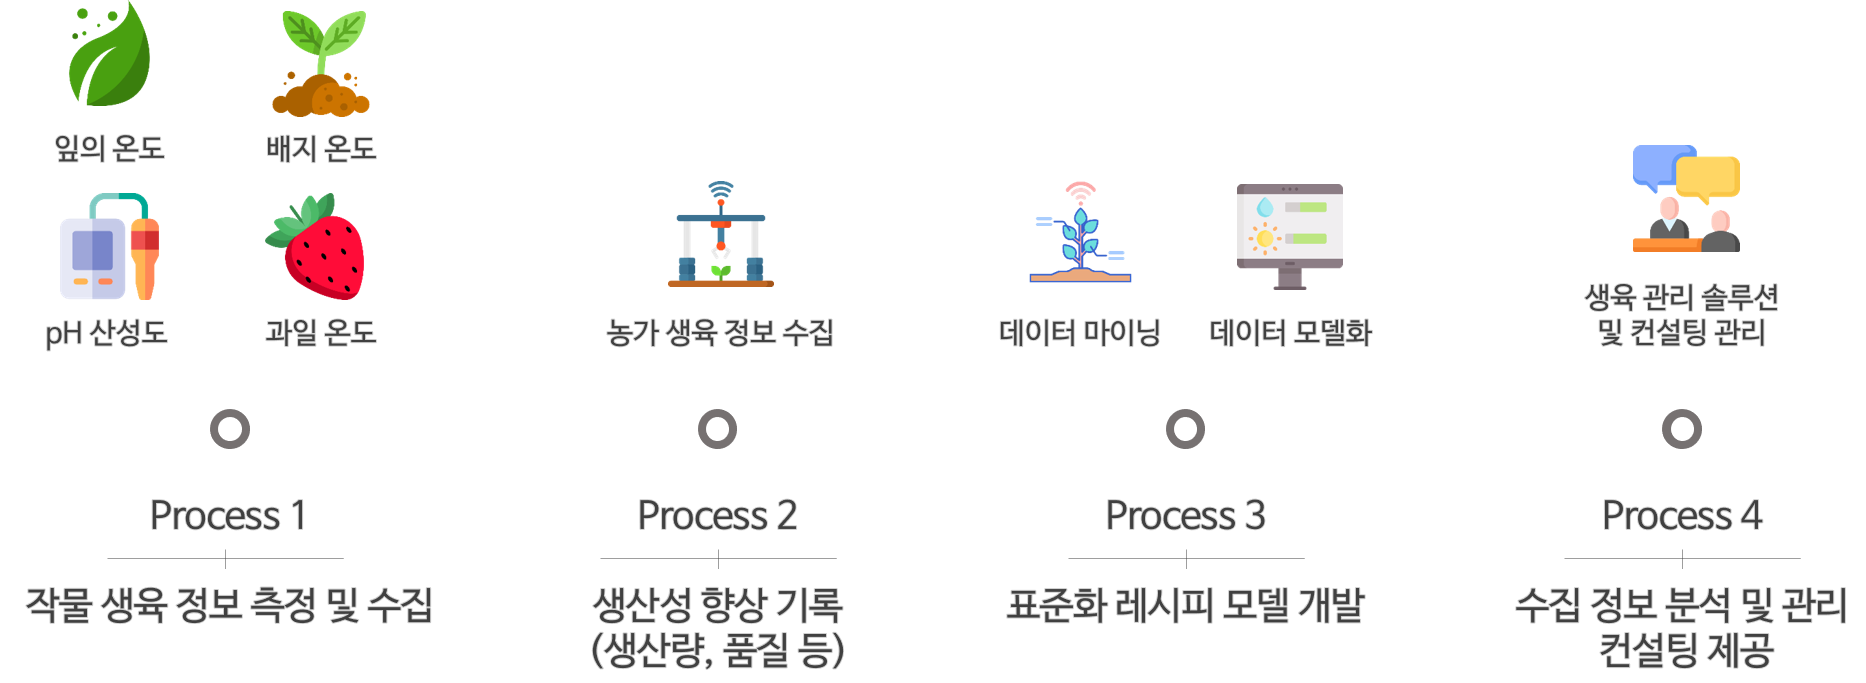 잎의 온도
배지 온도
pH 산성도
과일 온도
농가 생육 정보 수집
데이터 마이닝
데이터 모델화
생육 관리 솔루션
및 컨설팅 관리
Process 1
작물 생육 정보 측정 및 수집
Process 2
생산성 향상 기록
(생산량, 품질 등)
Process 3
표준화 레시피 모델 개발
Process 4
수집 정보 분석 및 관리
컨설팅 제공